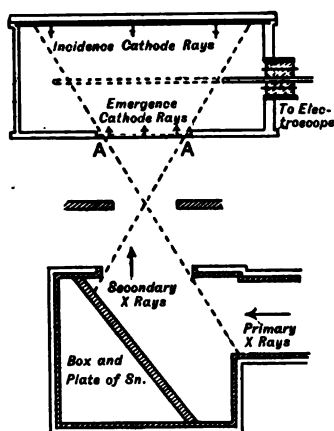 Incidence Cathode Rays
Emergence
Cathode Rays
To Elec-
troscope
A
A
Secondary
X Rays
Primary
X Rays
Box and
Plate of Sn.